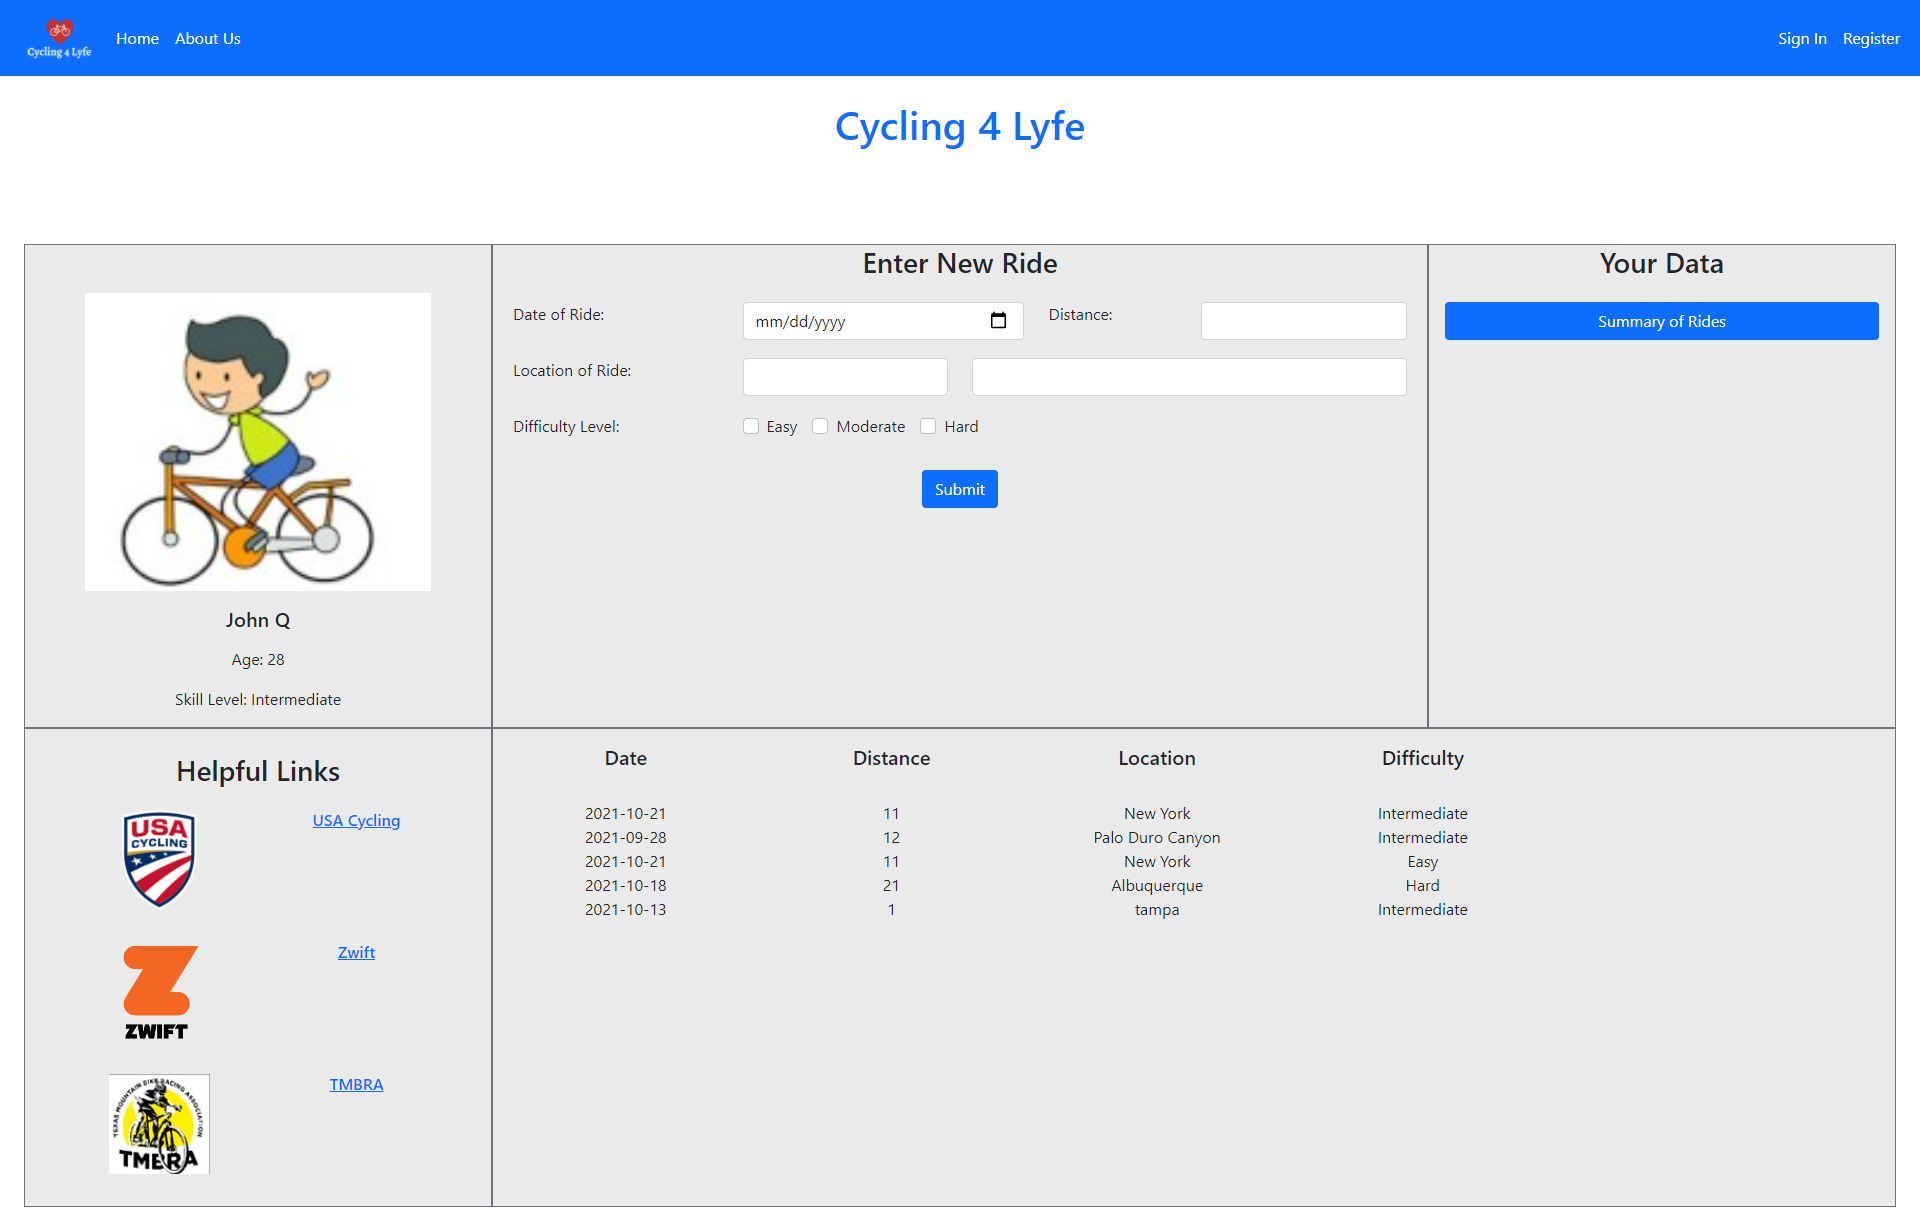 Cycling 4 Lyfe
Home About Us
Sign In Register
Cycling 4 Lyfe
John Q
Age: 28
Skill Level: Intermediate
Enter New Ride
Date of Ride: mm/dd/yyyy Distance:
Location of Ride:
Difficulty Level: Easy Moderate Hard
Submit
Your Data
Summary of Rides
Helpful Links
USA
CYCLING
USA Cycling
ZWIFT
Zwift
TEXAS MOUNTAIN BIKE RACING ASSOCIATION
TMBRA
TMBRA
Date Distance Location Difficulty
2021-10-21 11 New York Intermediate
2021-09-28 12 Palo Duro Canyon Intermediate
2021-10-21 11 New York Easy
2021-10-18 21 Albuquerque Hard
2021-10-13 1 tampa Intermediate